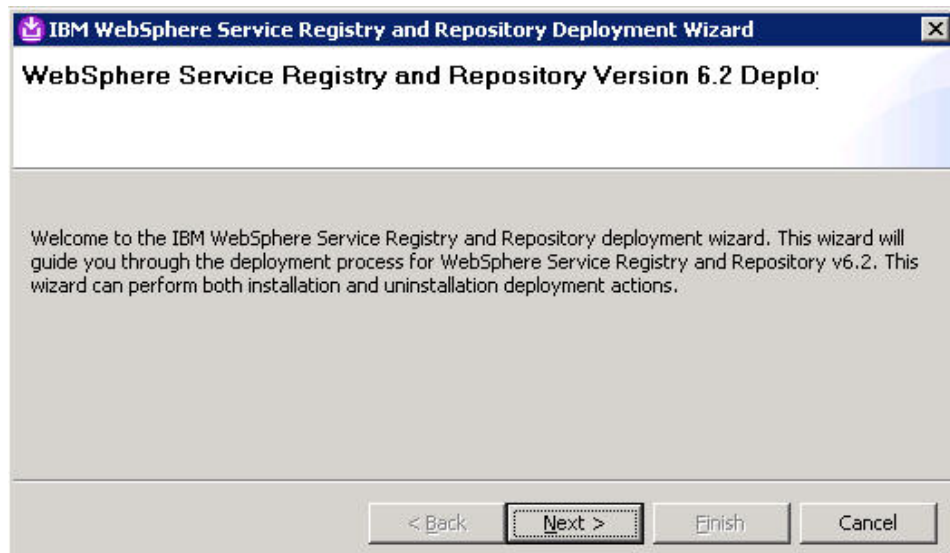 IBM WebSphere Service Registry and Repository Deployment Wizard
WebSphere Service Registry and Repository Version 6.2 Deplo
Welcome to the IBM WebSphere Service Registry and Repository deployment wizard. This wizard will
guide you through the deployment process for WebSphere Service Registry and Repository v6.2. This
wizard can perform both installation and uninstallation deployment actions.
< Back
Next >
Finish
Cancel